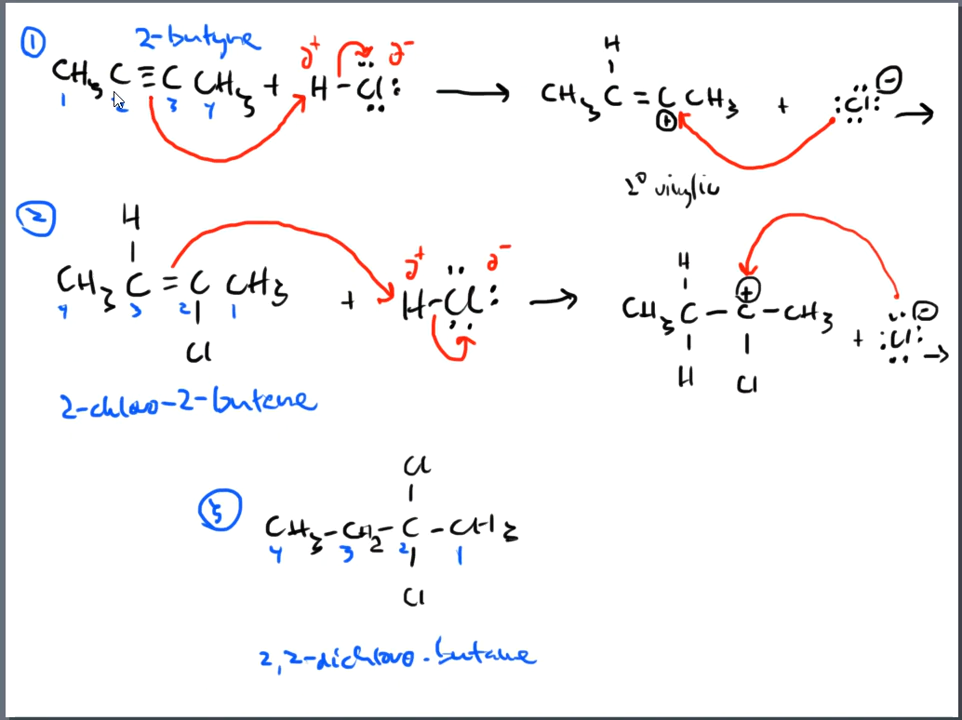 ① 2-butyne
∂⁺ ∂⁻
CH₃C≡CCH₃ + H-Cl: → CH₃C=CCH₃ + :Cl:⊖ →
H
⊕
1 2 3 4
2° vinylic
②
H
CH₃C=CCH₃ + H-Cl: → CH₃C-C-CH₃ + :Cl:⊖ →
∂⁺ ∂⁻
H ⊕
4 3 2 1
Cl
H Cl
2-chloro-2-butene
③
Cl
CH₃-CH₂-C-CH₃
4 3 2 1
Cl
2,2-dichloro.butane